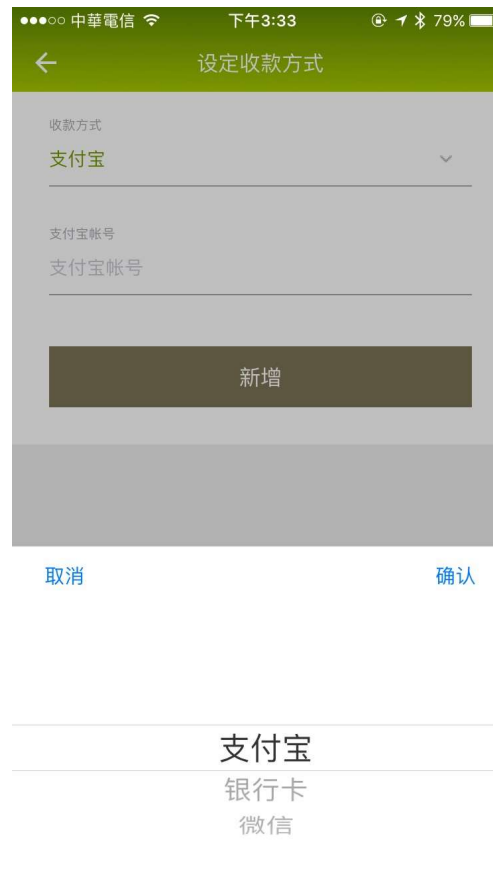 中華電信 下午3:33 79%
设定收款方式
收款方式
支付宝
支付宝帐号
支付宝帐号
新增
取消 确认
支付宝
银行卡
微信